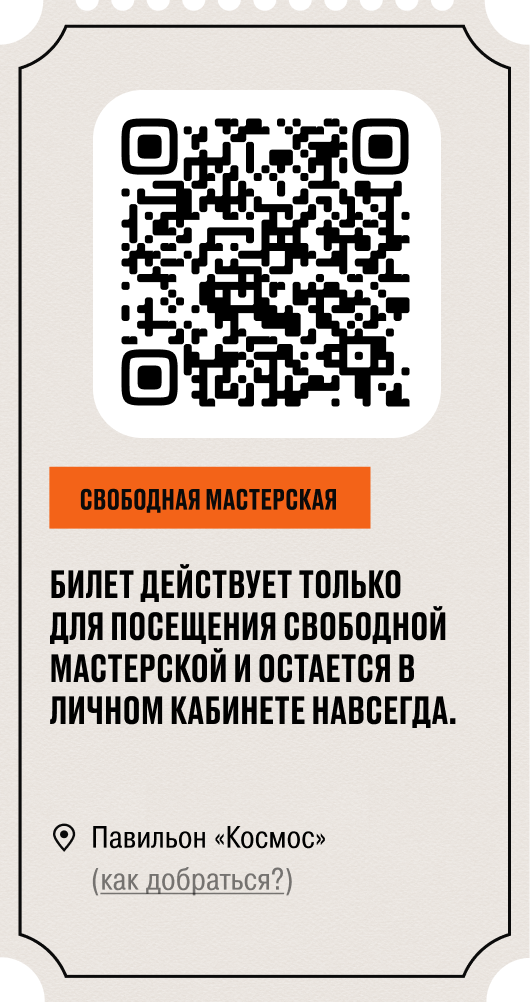 СВОБОДНАЯ МАСТЕРСКАЯ
БИЛЕТ ДЕЙСТВУЕТ ТОЛЬКО
ДЛЯ ПОСЕЩЕНИЯ СВОБОДНОЙ
МАСТЕРСКОЙ И ОСТАЕТСЯ В
ЛИЧНОМ КАБИНЕТЕ НАВСЕГДА.
Павильон «Космос»
(как добраться?)